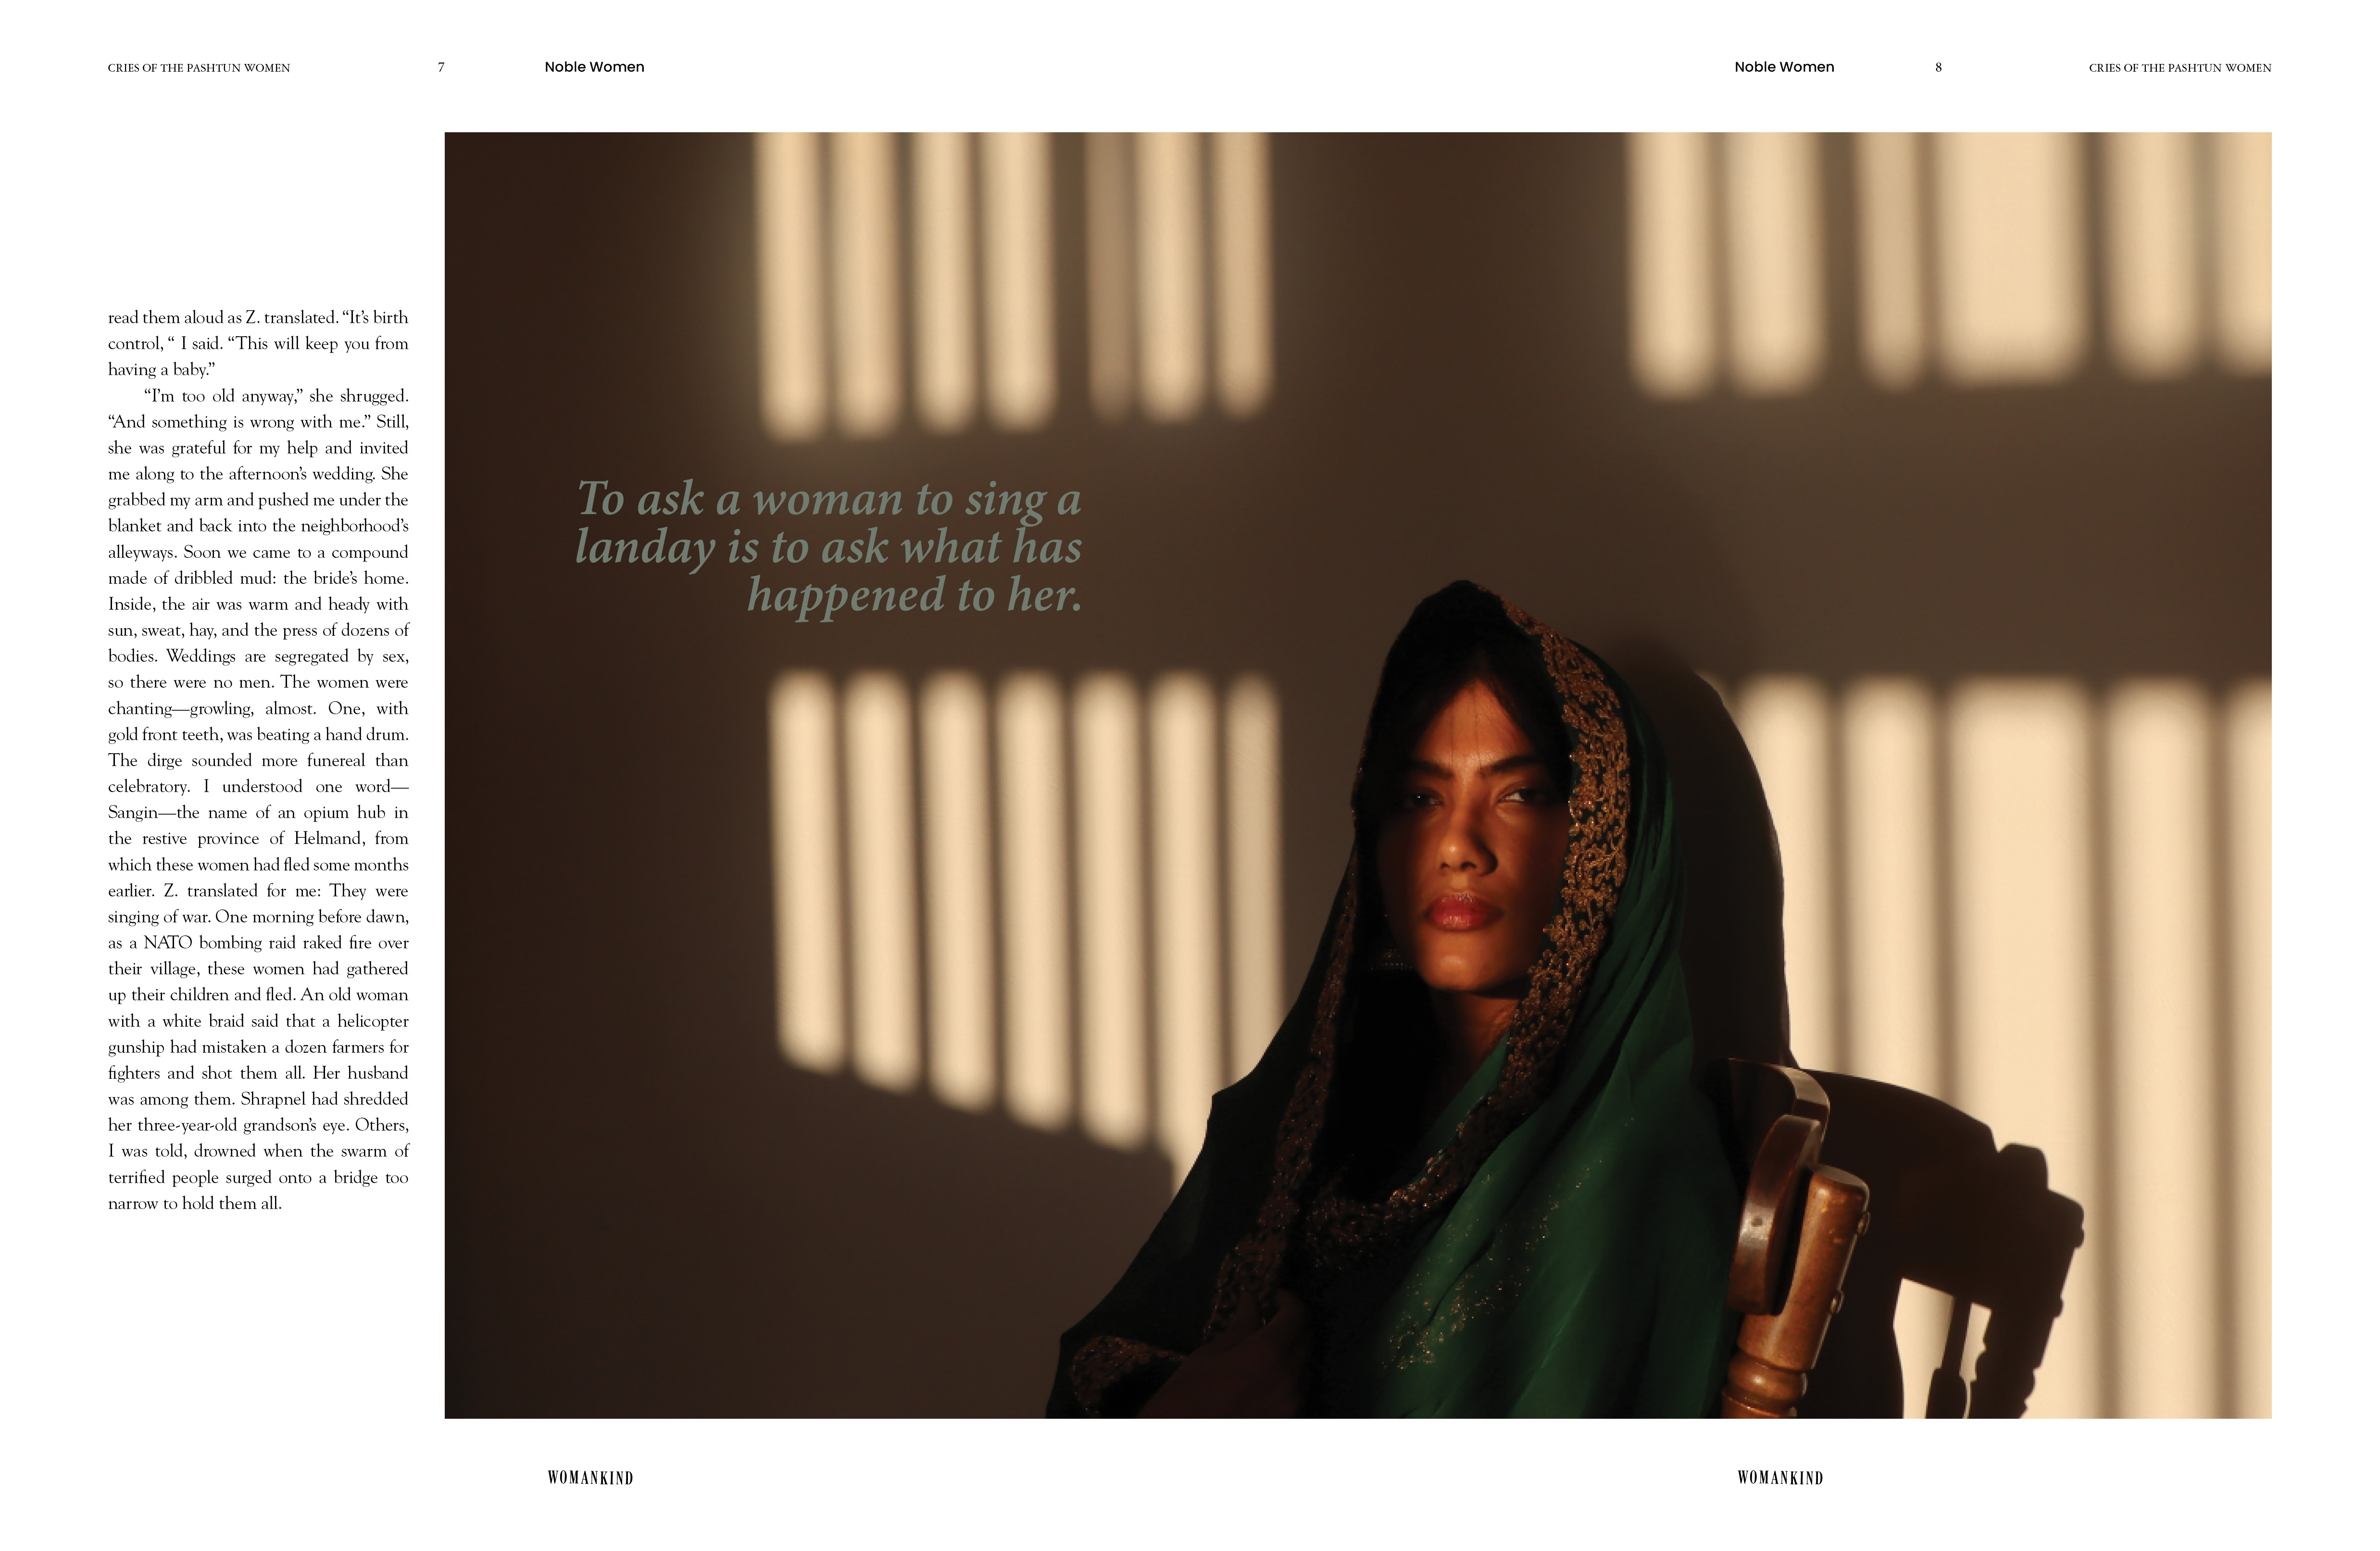 CRIES OF THE PASHTUN WOMEN
7
Noble Women
Noble Women
8
CRIES OF THE PASHTUN WOMEN
read them aloud as Z. translated. “It’s birth
control, “ I said. “This will keep you from
having a baby.”
“I’m too old anyway,” she shrugged.
“And something is wrong with me.” Still,
she was grateful for my help and invited
me along to the afternoon’s wedding. She
grabbed my arm and pushed me under the
blanket and back into the neighborhood’s
alleyways. Soon we came to a compound
made of dribbled mud: the bride’s home.
Inside, the air was warm and heady with
sun, sweat, hay, and the press of dozens of
bodies. Weddings are segregated by sex,
so there were no men. The women were
chanting—growling, almost. One, with
gold front teeth, was beating a hand drum.
The dirge sounded more funereal than
celebratory. I understood one word—
Sangin—the name of an opium hub in
the restive province of Helmand, from
which these women had fled some months
earlier. Z. translated for me: They were
singing of war. One morning before dawn,
as a NATO bombing raid raked fire over
their village, these women had gathered
up their children and fled. An old woman
with a white braid said that a helicopter
gunship had mistaken a dozen farmers for
fighters and shot them all. Her husband
was among them. Shrapnel had shredded
her three-year-old grandson’s eye. Others,
I was told, drowned when the swarm of
terrified people surged onto a bridge too
narrow to hold them all.
To ask a woman to sing a
landay is to ask what has
happened to her.
WOMANKIND
WOMANKIND